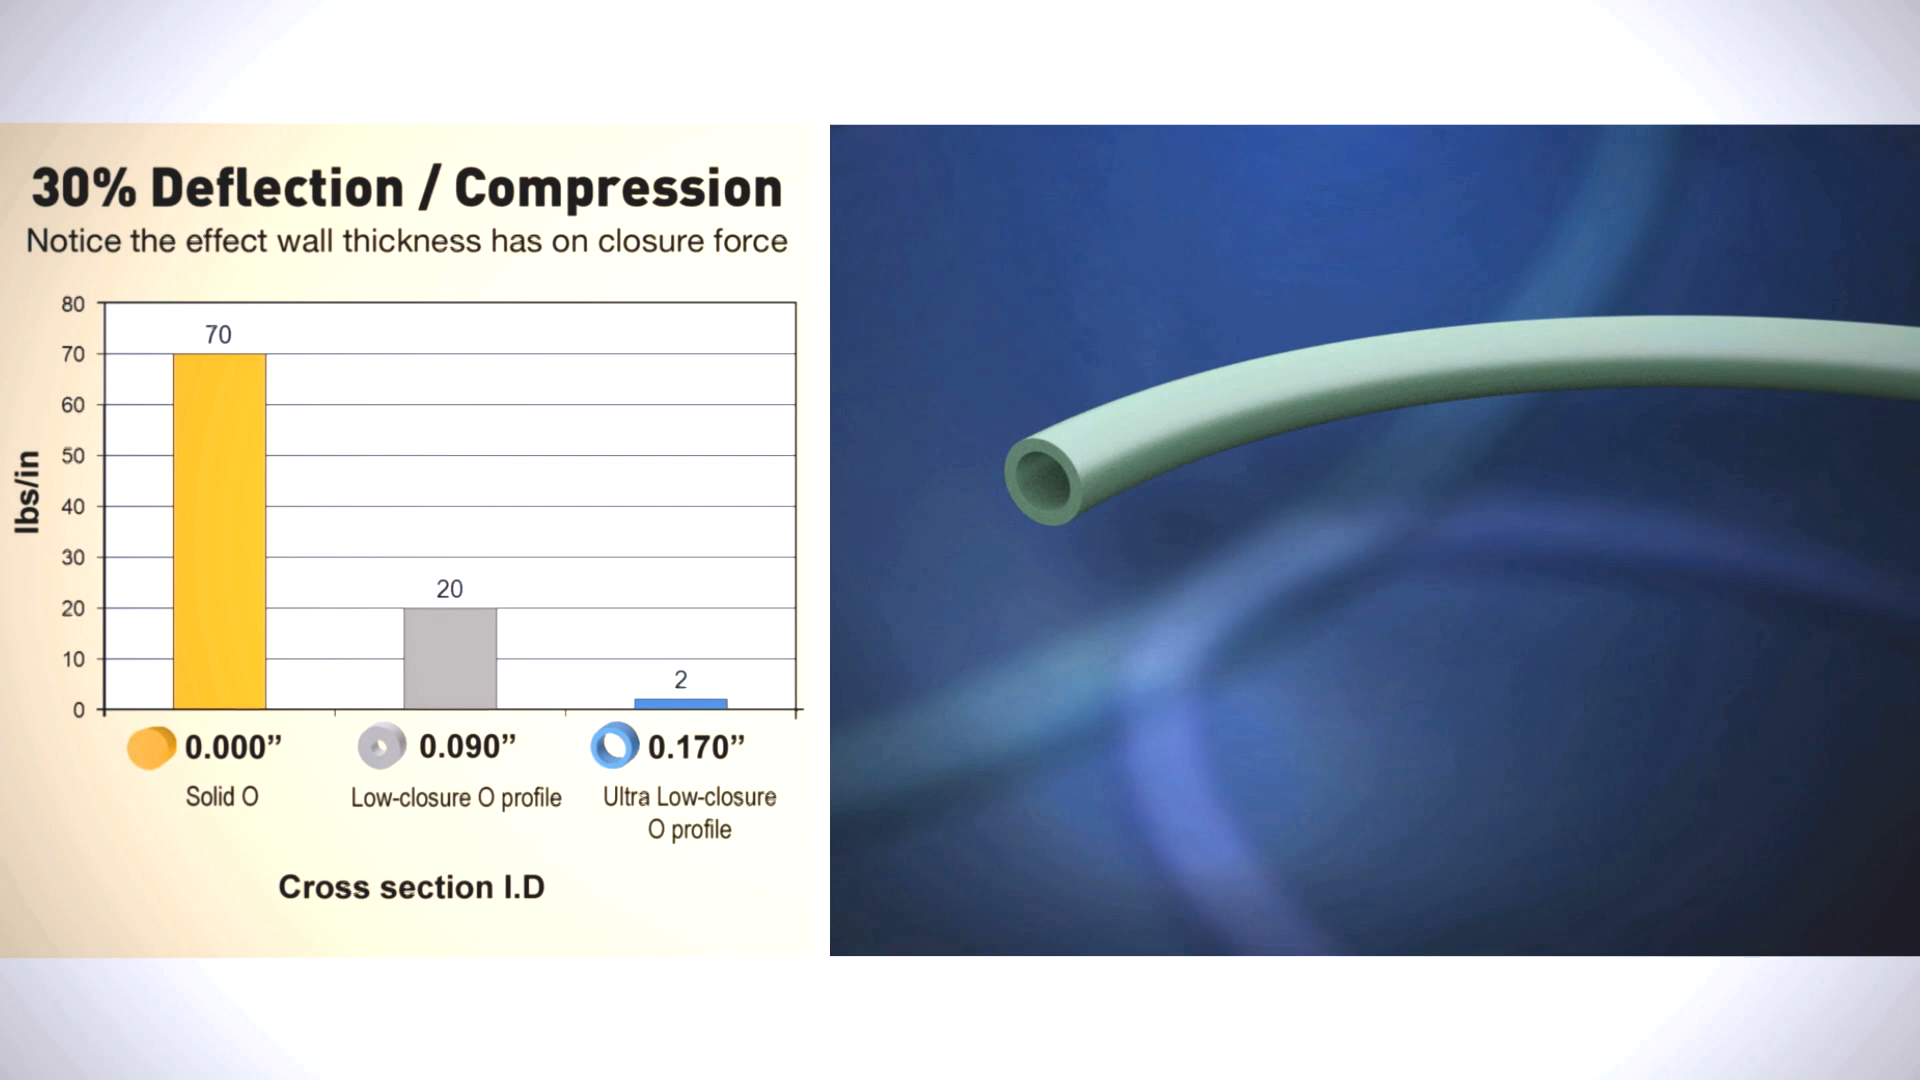 30% Deflection / Compression
Notice the effect wall thickness has on closure force
80
70
60
50
40
30
20
10
0
lbs/in
70
20
2
0.000”
0.090”
0.170”
Solid O
Low-closure O profile
Ultra Low-closure
O profile
Cross section I.D